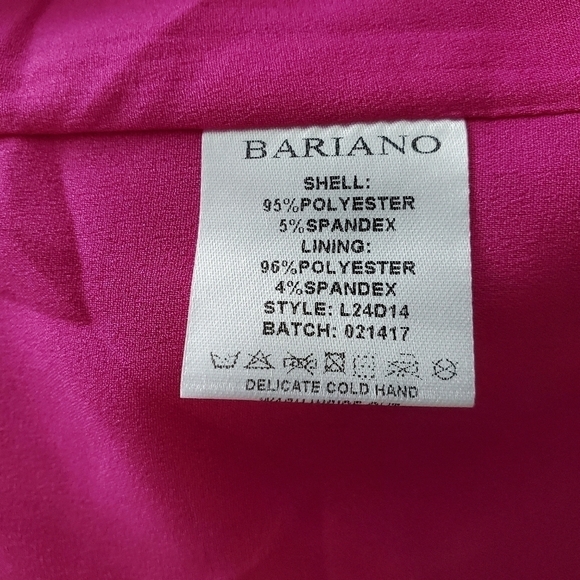 BARIANO
SHELL:
95%POLYESTER
5%SPANDEX
LINING:
96%POLYESTER
4%SPANDEX
STYLE: L24D14
BATCH: 021417
DELICATE COLD HAND